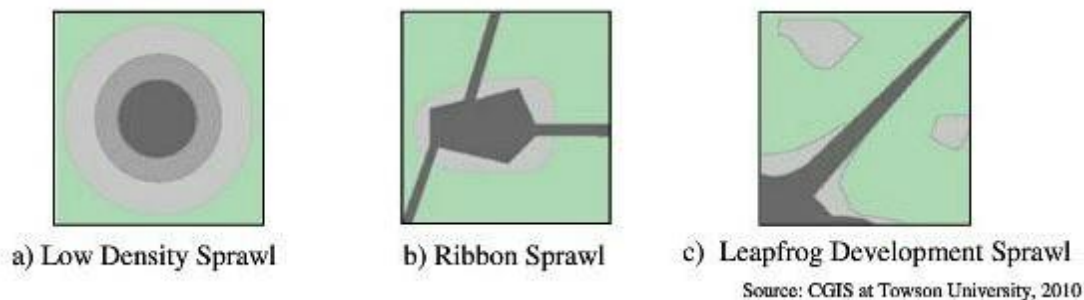 a) Low Density Sprawl
b) Ribbon Sprawl
c) Leapfrog Development Sprawl
Source: CGIS at Towson University, 2010